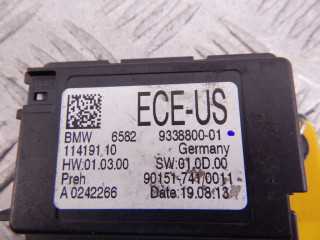 ECE-US
BMW 6582 9338800-01
114191.10 Germany
HW:01.03.00 SW:01.0D.00
Preh 90151-741/0011
A 0242266 Date:19.08.13